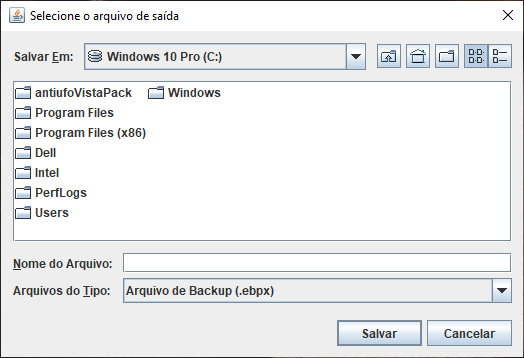 Selecione o arquivo de saída
Salvar Em: Windows 10 Pro (C:)
antiufoVistaPack Windows
Program Files
Program Files (x86)
Dell
Intel
PerfLogs
Users
Nome do Arquivo:
Arquivos do Tipo: Arquivo de Backup (.ebpx)
Salvar Cancelar